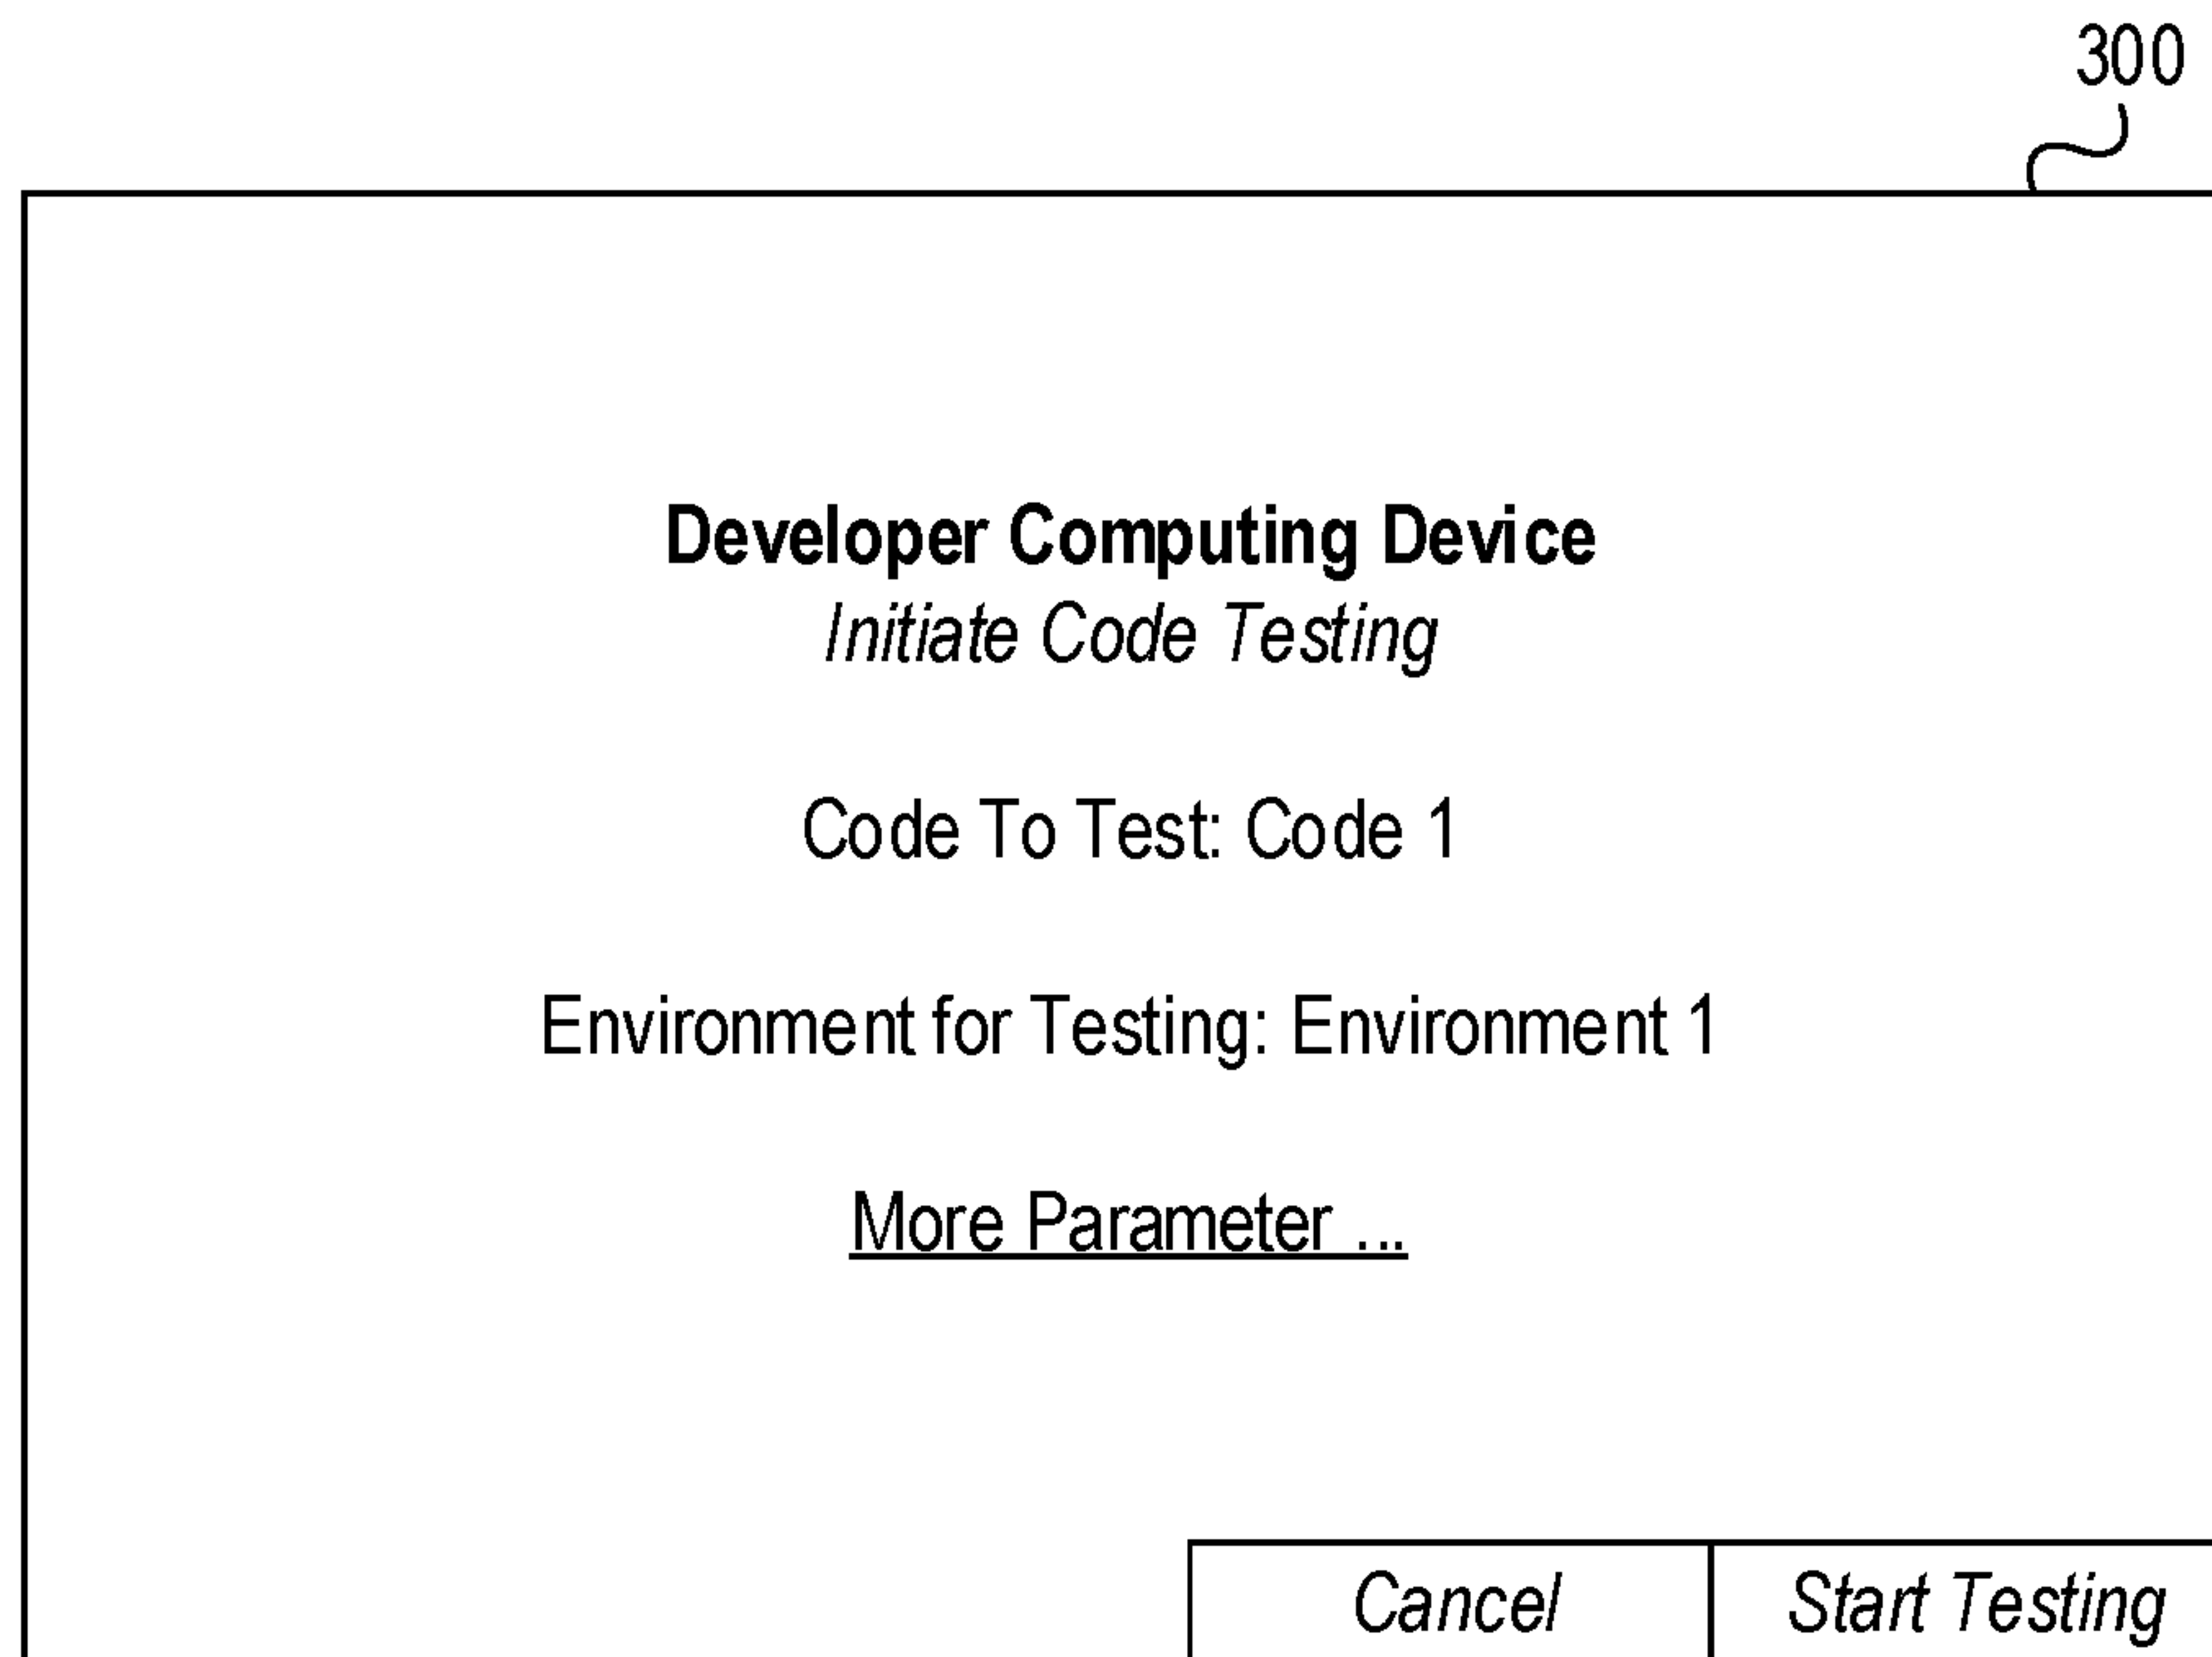 300
Developer Computing Device
Initiate Code Testing
Code To Test: Code 1
Environment for Testing: Environment 1
More Parameter ...
Cancel
Start Testing